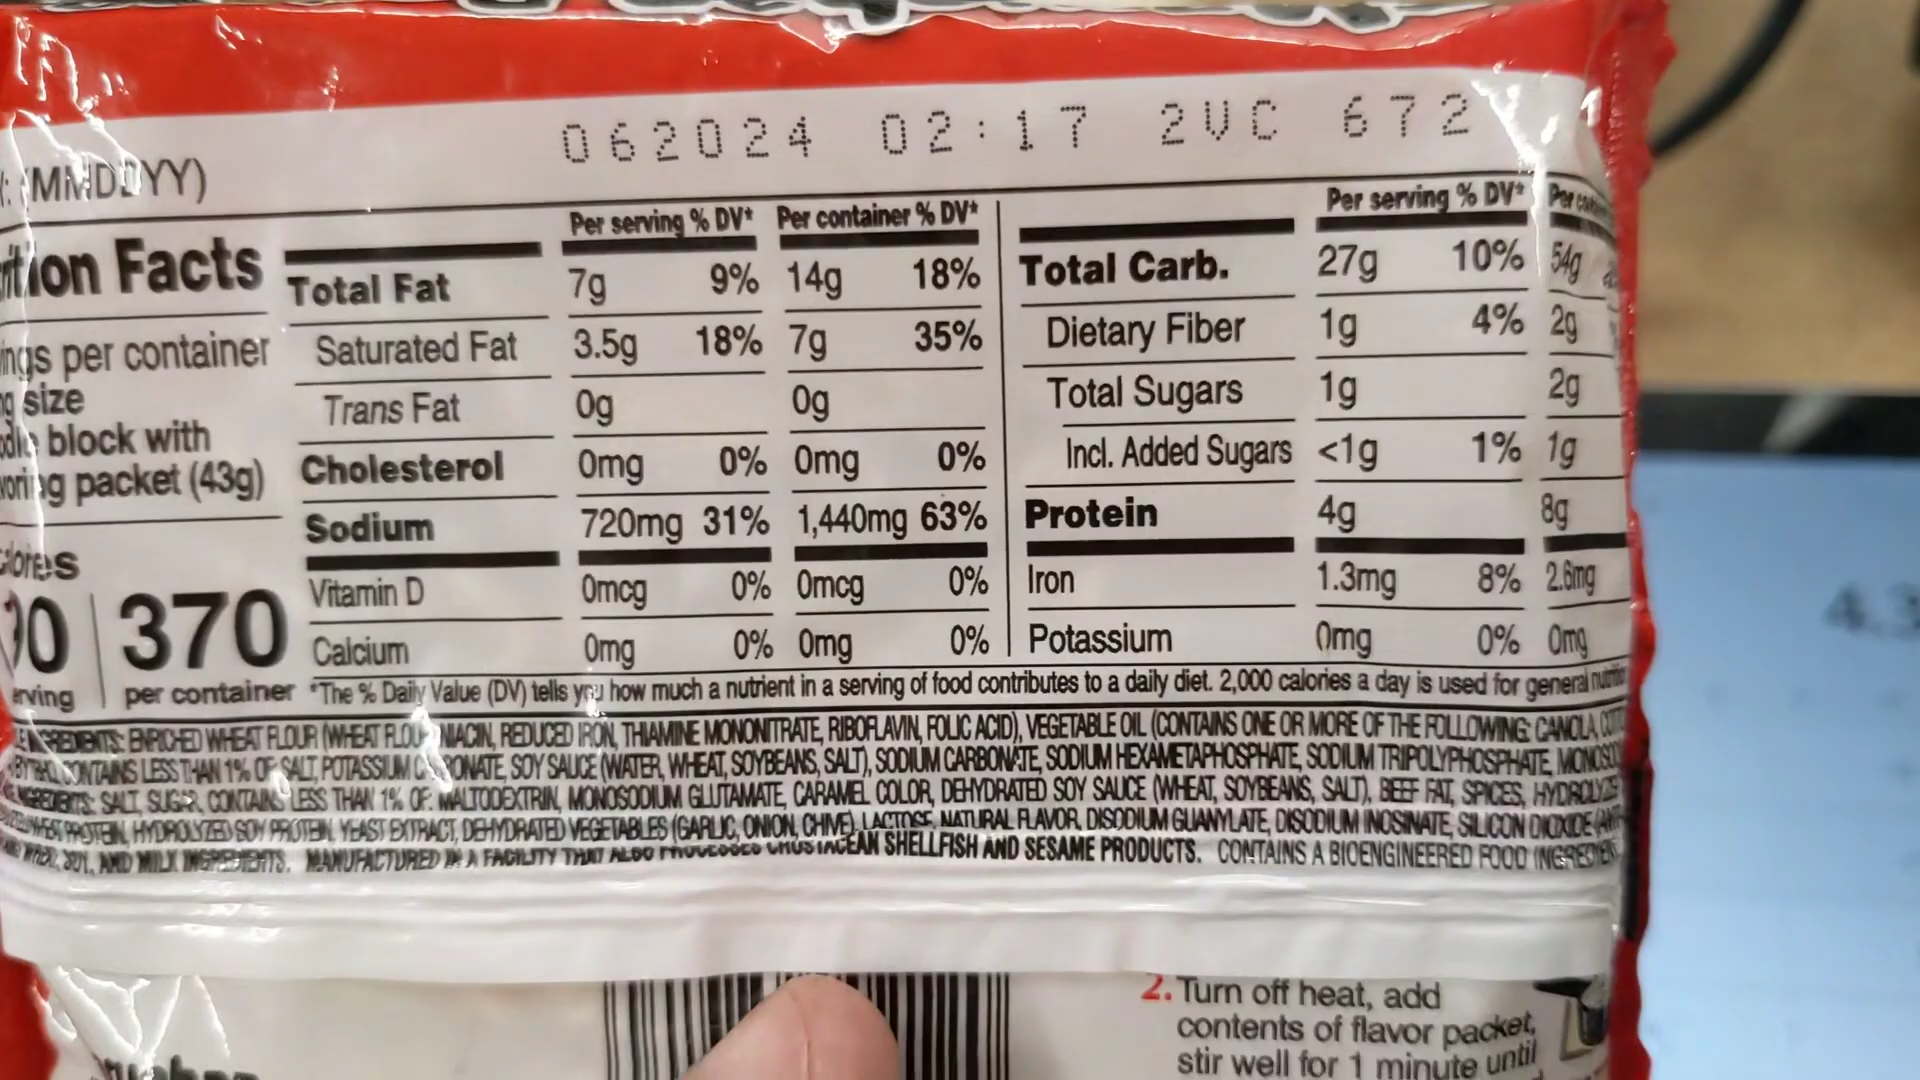 062024 02:17 2VC 672
(MMDDYY)
Per serving % DV* Per container % DV*
Per serving % DV* Per
Facts
Total Fat 7g 9% 14g 18%
Total Carb. 27g 10% 54g
per container
Saturated Fat 3.5g 18% 7g 35%
Dietary Fiber 1g 4% 2g
size
Trans Fat 0g 0g
Total Sugars 1g 2g
block with
packet (43g)
Cholesterol 0mg 0% 0mg 0%
Incl. Added Sugars <1g 1% 1g
Sodium 720mg 31% 1,440mg 63%
Protein 4g 8g
Vitamin D 0mcg 0% 0mcg 0%
Iron 1.3mg 8% 2.6mg
370
Calcium 0mg 0% 0mg 0%
Potassium 0mg 0% 0mg
per container
*The % Daily Value (DV) tells you how much a nutrient in a serving of food contributes to a daily diet. 2,000 calories a day is used for general
ENRICHED WHEAT FLOUR (WHEAT FLOUR, NIACIN, REDUCED IRON, THIAMINE MONONITRATE, RIBOFLAVIN, FOLIC ACID), VEGETABLE OIL (CONTAINS ONE OR MORE OF THE FOLLOWING: CANOLA,
CONTAINS LESS THAN 1% OF: SALT, POTASSIUM CARBONATE, SOY SAUCE (WATER, WHEAT, SOYBEANS, SALT), SODIUM CARBONATE, SODIUM HEXAMETAPHOSPHATE, SODIUM TRIPOLYPHOSPHATE,
SALT, SUGAR, CONTAINS LESS THAN 1% OF: MALTODEXTRIN, MONOSODIUM GLUTAMATE, CARAMEL COLOR, DEHYDRATED SOY SAUCE (WHEAT, SOYBEANS, SALT), BEEF FAT, SPICES,
PROTEIN, HYDROLYZED SOY PROTEIN, YEAST EXTRACT, DEHYDRATED VEGETABLES (GARLIC, ONION, CHIVE), LACTOSE, NATURAL FLAVOR, DISODIUM GUANYLATE, DISODIUM INOSINATE, SILICON DIOXIDE
SOY, AND MILK INGREDIENTS. MANUFACTURED IN A FACILITY THAT ALSO PROCESSES CRUSTACEAN SHELLFISH AND SESAME PRODUCTS. CONTAINS A BIOENGINEERED FOOD
2. Turn off heat, add
contents of flavor packet,
stir well for 1 minute until